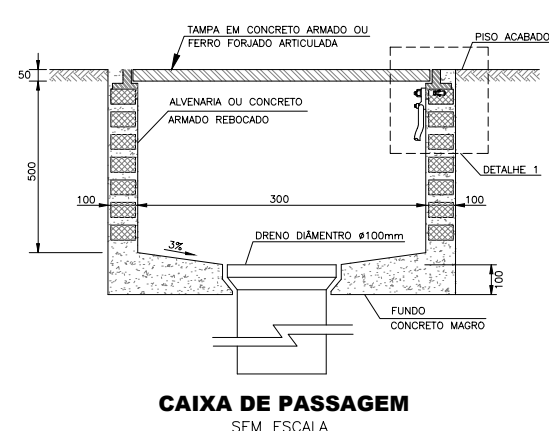 TAMPA EM CONCRETO ARMADO OU
FERRO FORJADO ARTICULADA
PISO ACABADO
50
ALVENARIA OU CONCRETO
ARMADO REBOCADO
500
DETALHE 1
100
300
100
3%
DRENO DIÂMENTRO ø100mm
100
FUNDO
CONCRETO MAGRO
CAIXA DE PASSAGEM
SEM ESCALA